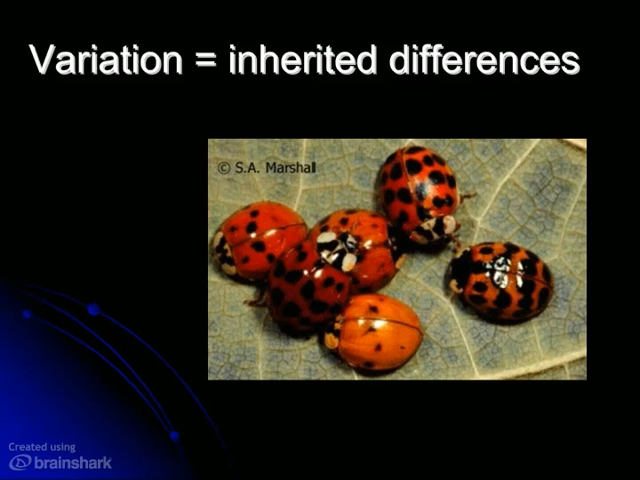 Variation = inherited differences
© S.A. Marshall
Created using
brainshark